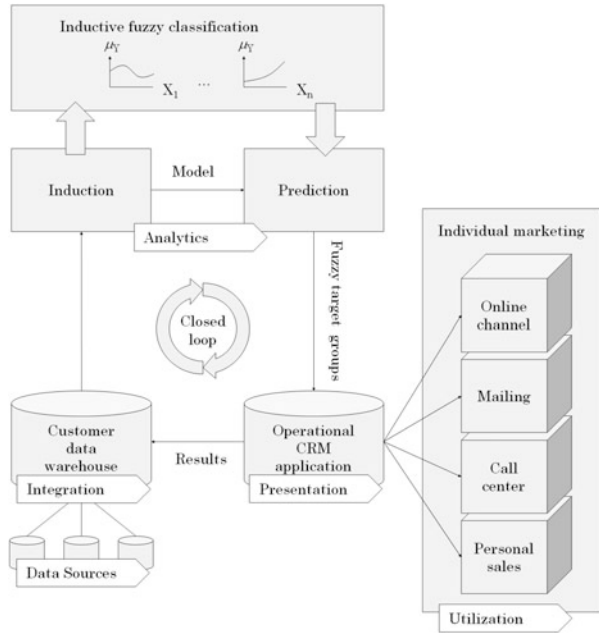 Inductive fuzzy classification
μY
X1
...
μY
Xn
Induction
Model
Prediction
Analytics
Fuzzy target groups
Closed
loop
Customer
data
warehouse
Integration
Results
Operational
CRM
application
Presentation
Data Sources
Individual marketing
Online
channel
Mailing
Call
center
Personal
sales
Utilization